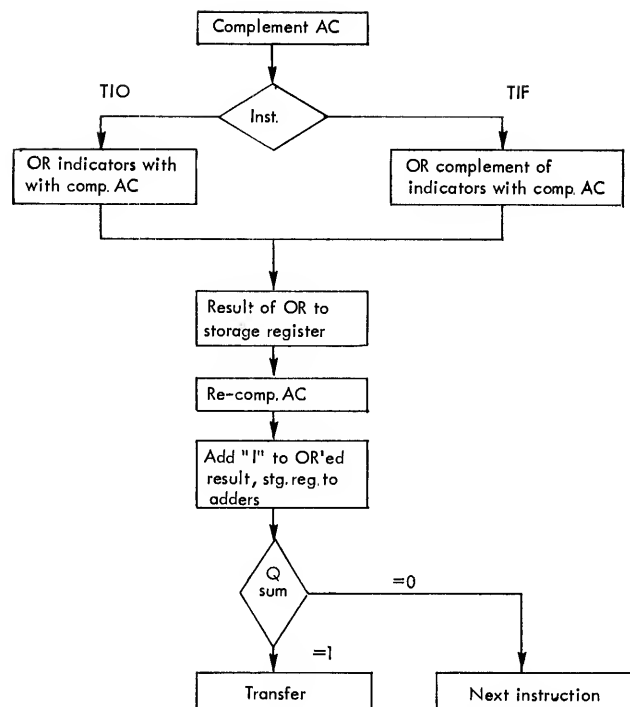 Complement AC
TIO
TIF
Inst.
OR indicators with
with comp. AC
OR complement of
indicators with comp. AC
Result of OR to
storage register
Re-comp. AC
Add "1" to OR'ed
result, stg. reg. to
adders
Q
sum
=0
=1
Transfer
Next instruction